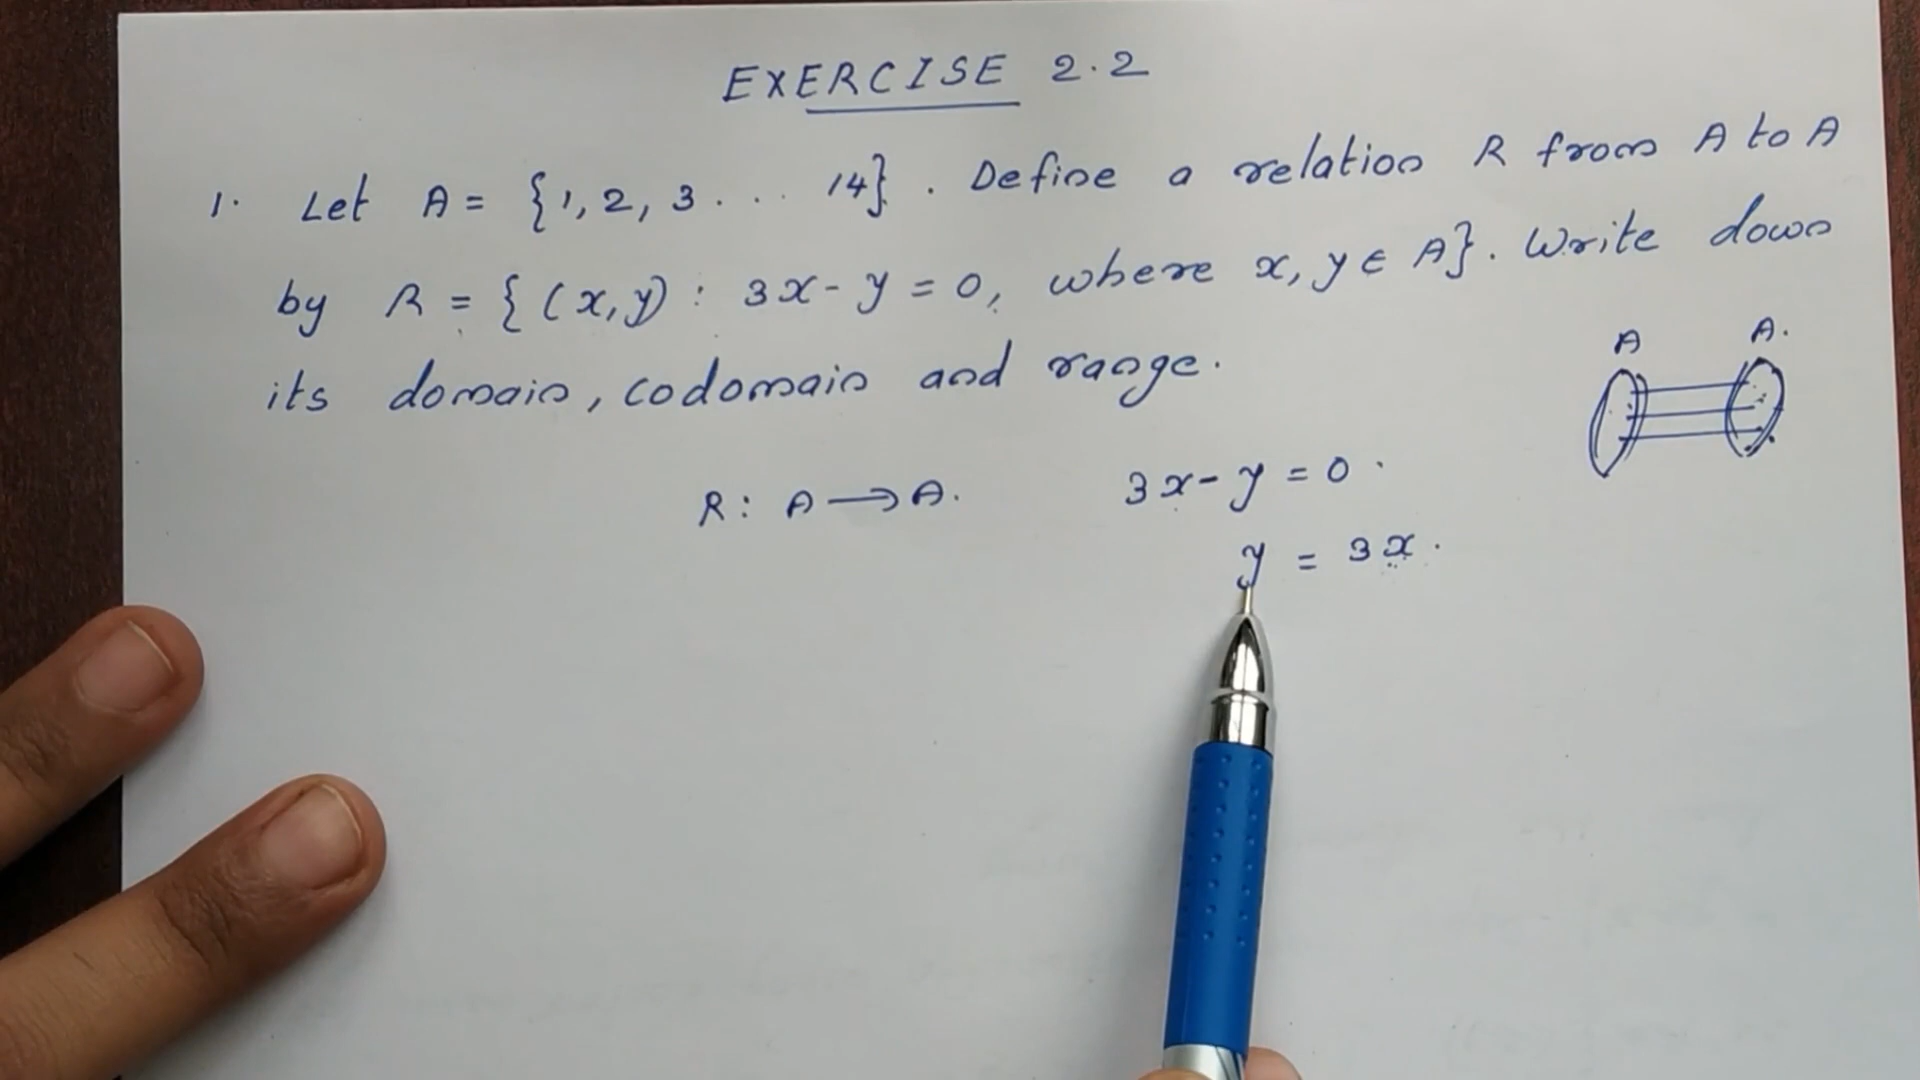 EXERCISE 2.2
1. Let A = {1, 2, 3 . . . 14}. Define a relation R from A to A
by R = {(x, y) : 3x - y = 0, where x, y ∈ A}. Write down
its domain, codomain and range.
A A.
R: A → A. 3x - y = 0.
y = 3x.